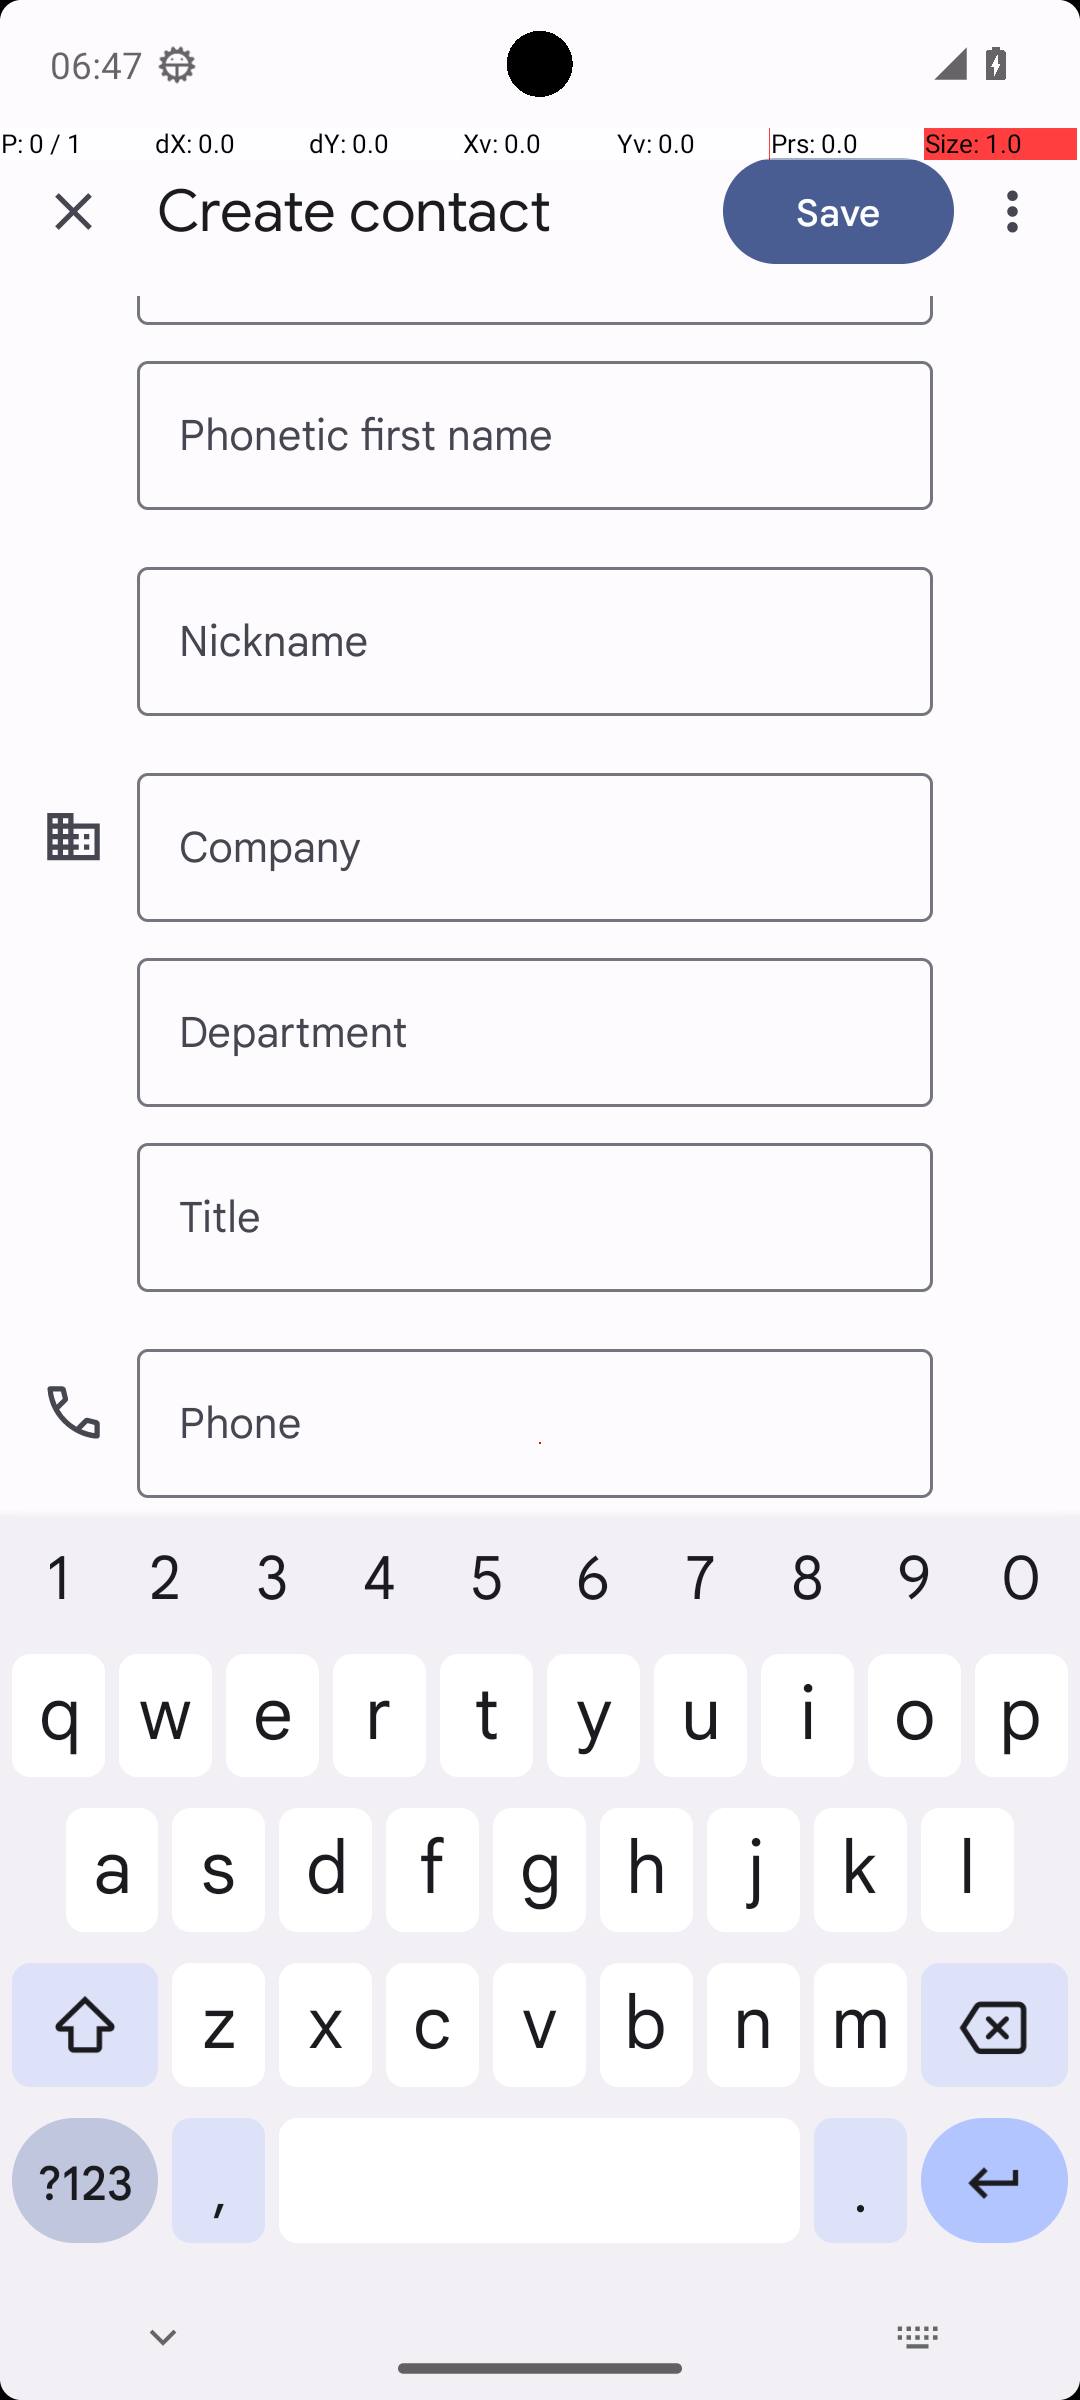 06:47
P: 0 / 1 dX: 0.0 dY: 0.0 Xv: 0.0 Yv: 0.0 Prs: 0.0 Size: 1.0
Create contact Save
Phonetic first name
Nickname
Company
Department
Title
Phone
1 2 3 4 5 6 7 8 9 0
q w e r t y u i o p
a s d f g h j k l
z x c v b n m
?123 , .